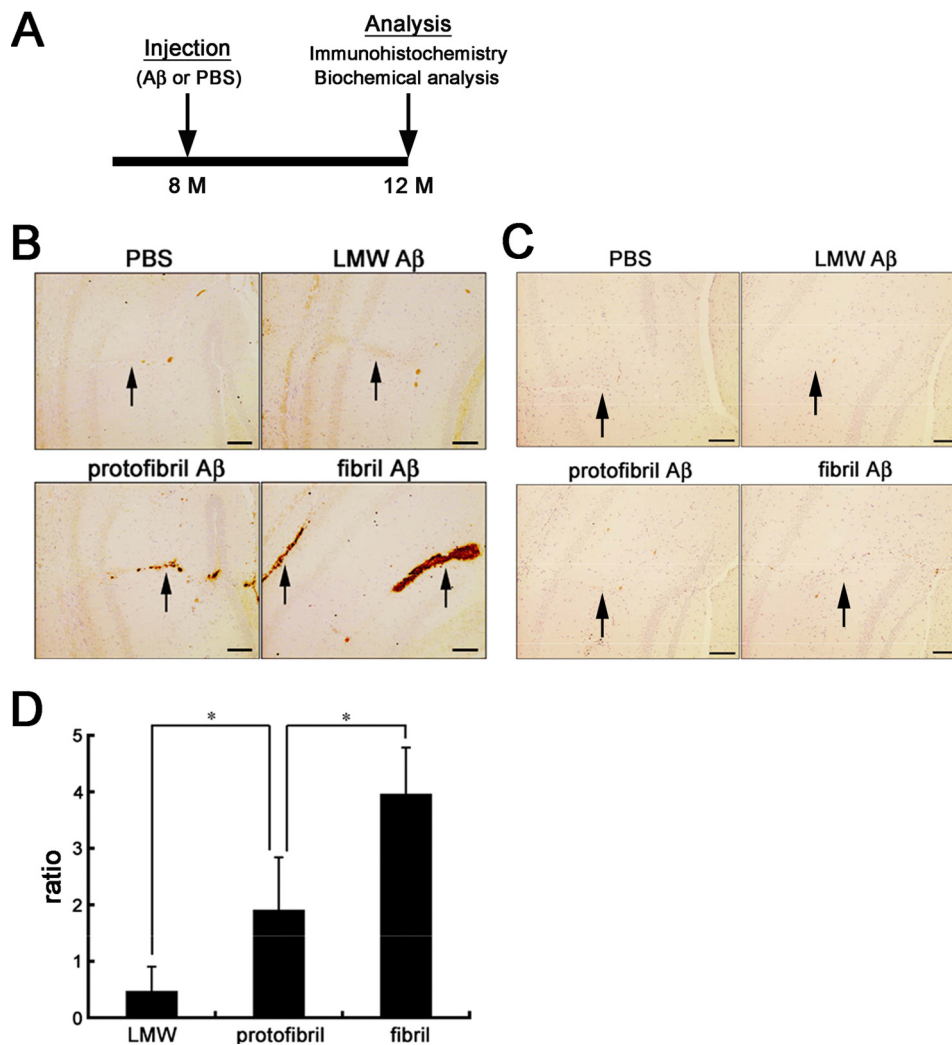 A
Injection
(Aβ or PBS)
Analysis
Immunohistochemistry
Biochemical analysis
8 M
12 M
B
PBS
LMW Aβ
protofibril Aβ
fibril Aβ
C
PBS
LMW Aβ
protofibril Aβ
fibril Aβ
D
*
*
ratio
5
4
3
2
1
0
LMW
protofibril
fibril